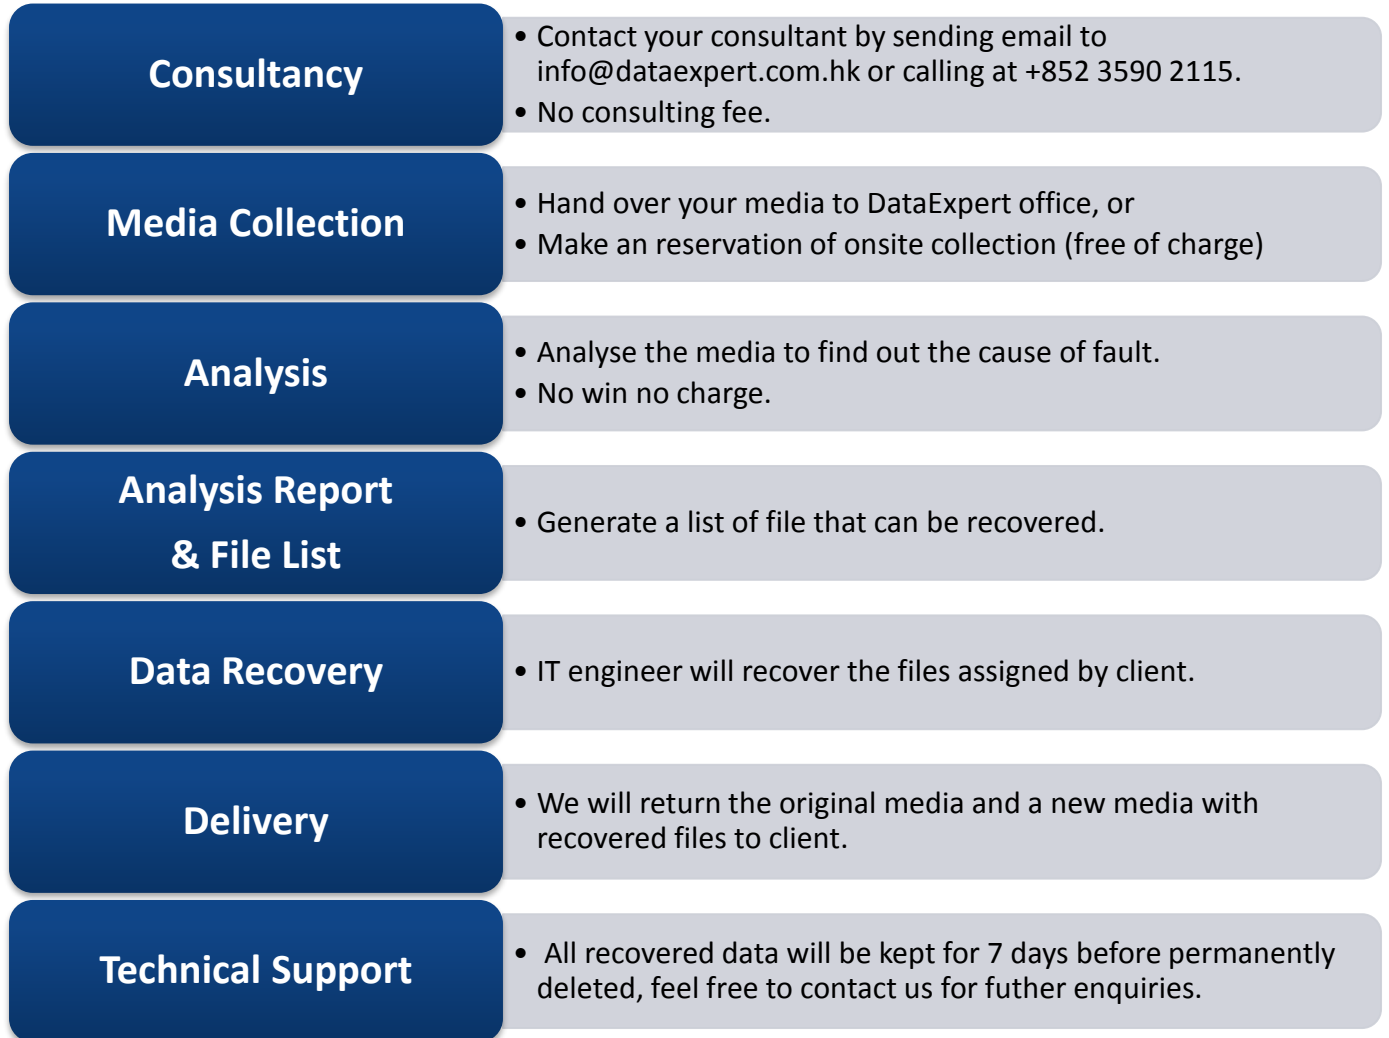 Consultancy
• Contact your consultant by sending email to
info@dataexpert.com.hk or calling at +852 3590 2115.
• No consulting fee.
Media Collection
• Hand over your media to DataExpert office, or
• Make an reservation of onsite collection (free of charge)
Analysis
• Analyse the media to find out the cause of fault.
• No win no charge.
Analysis Report
& File List
• Generate a list of file that can be recovered.
Data Recovery
• IT engineer will recover the files assigned by client.
Delivery
• We will return the original media and a new media with
recovered files to client.
Technical Support
• All recovered data will be kept for 7 days before permanently
deleted, feel free to contact us for futher enquiries.